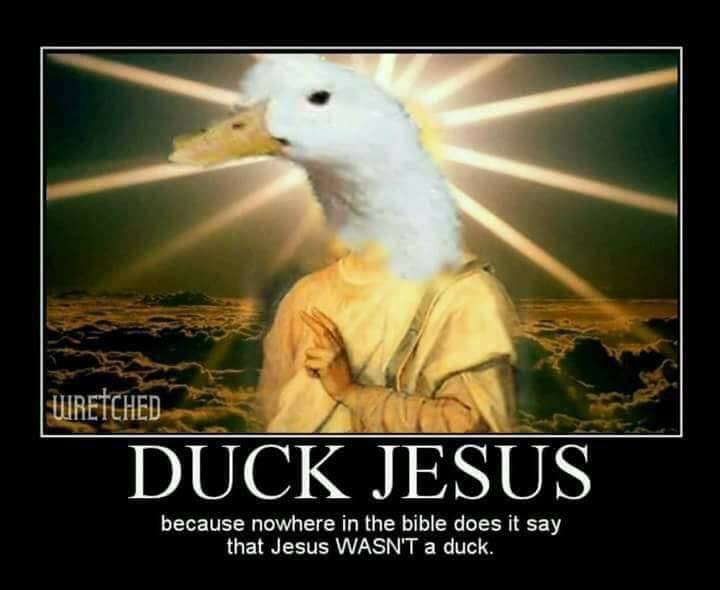 WRETCHED
DUCK JESUS
because nowhere in the bible does it say
that Jesus WASN'T a duck.